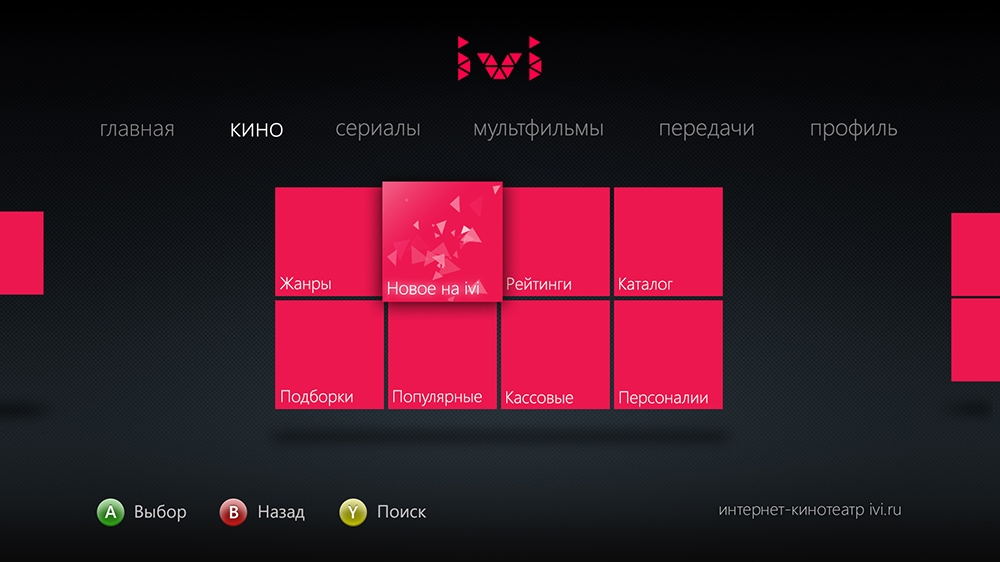 ivi
главная кино сериалы мультфильмы передачи профиль
Жанры Новое на ivi Рейтинги Каталог
Подборки Популярные Кассовые Персоналии
A Выбор B Назад Y Поиск интернет-кинотеатр ivi.ru